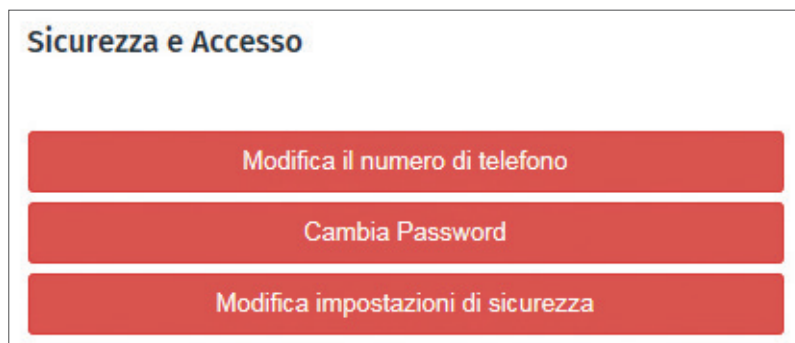 Sicurezza e Accesso
Modifica il numero di telefono
Cambia Password
Modifica impostazioni di sicurezza